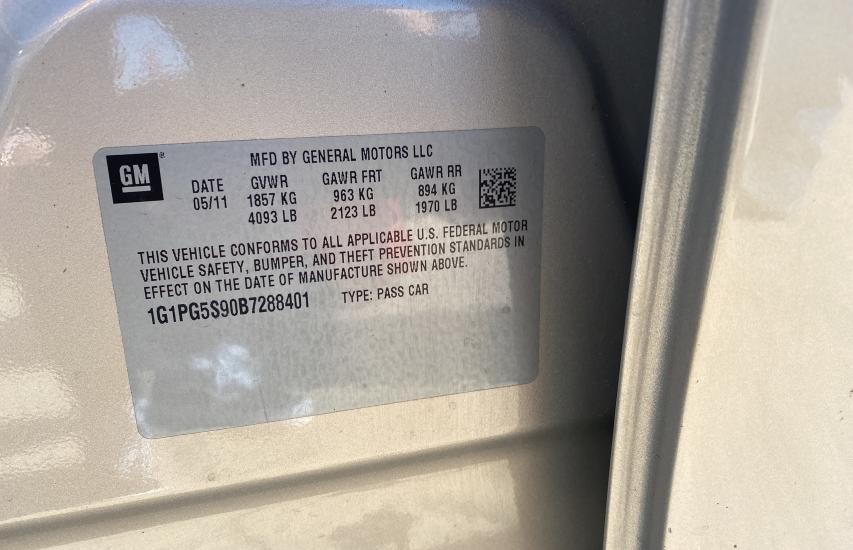 GM®
MFD BY GENERAL MOTORS LLC
DATE GVWR GAWR FRT GAWR RR
05/11 1857 KG 963 KG 894 KG
4093 LB 2123 LB 1970 LB
THIS VEHICLE CONFORMS TO ALL APPLICABLE U.S. FEDERAL MOTOR
VEHICLE SAFETY, BUMPER, AND THEFT PREVENTION STANDARDS IN
EFFECT ON THE DATE OF MANUFACTURE SHOWN ABOVE.
1G1PG5S90B7288401 TYPE: PASS CAR